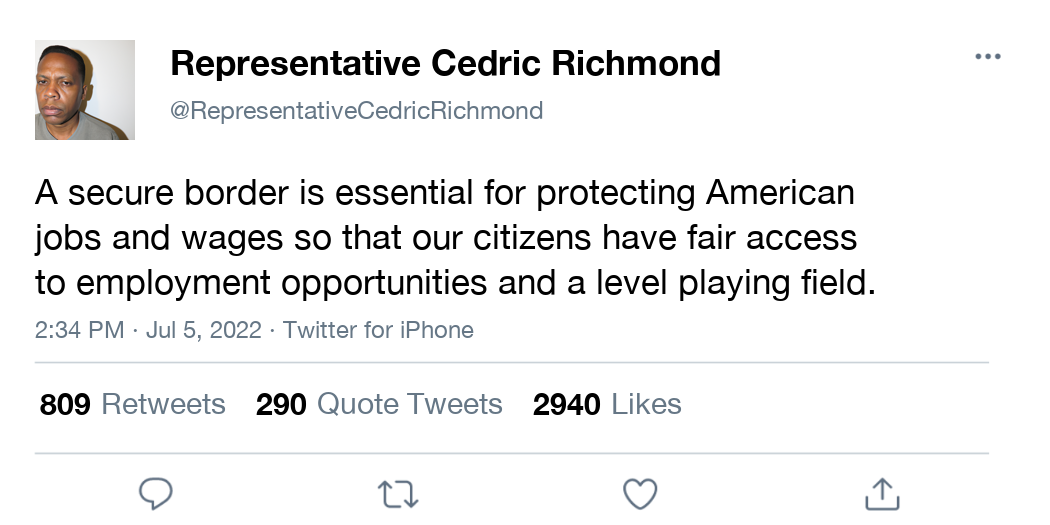 Representative Cedric Richmond
@RepresentativeCedricRichmond
A secure border is essential for protecting American
jobs and wages so that our citizens have fair access
to employment opportunities and a level playing field.
2:34 PM · Jul 5, 2022 · Twitter for iPhone
809 Retweets 290 Quote Tweets 2940 Likes